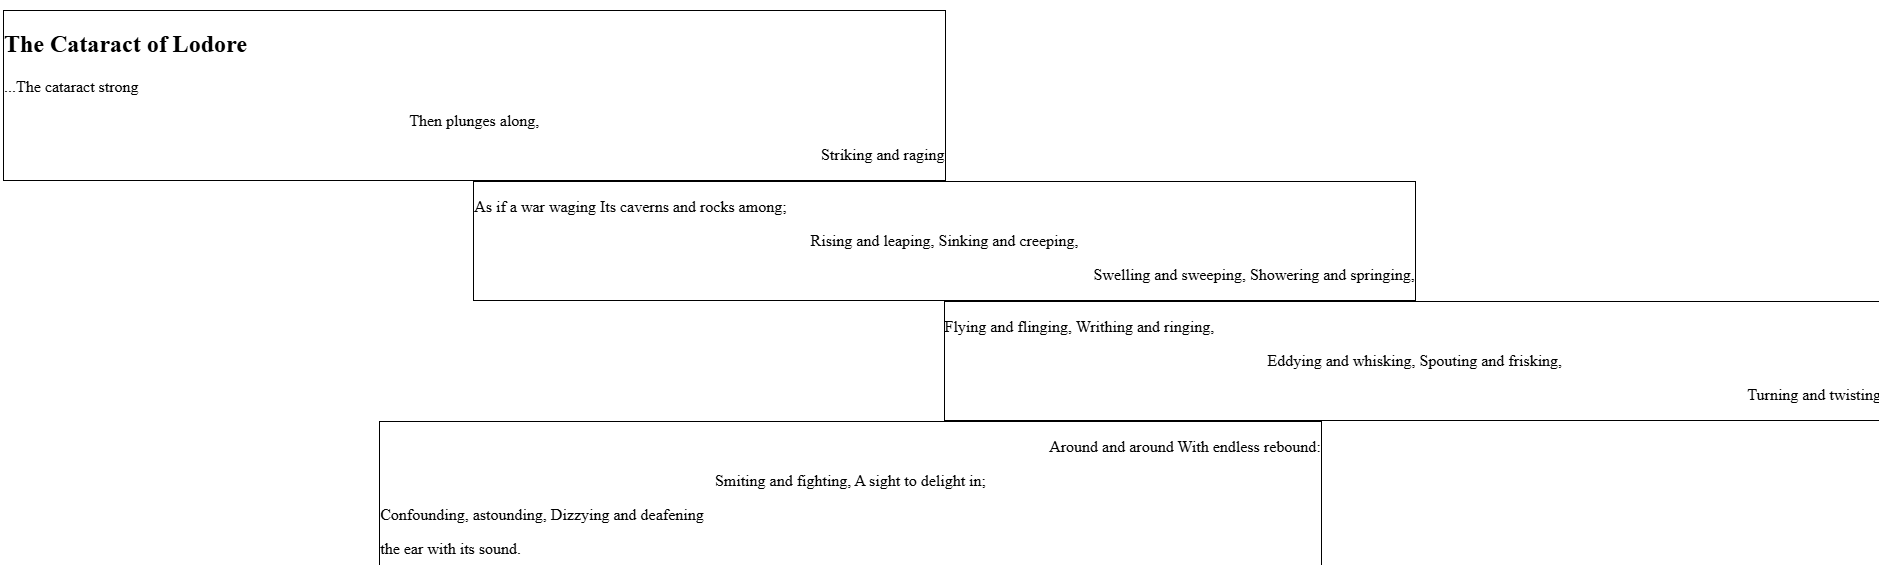 The Cataract of Lodore
...The cataract strong
Then plunges along,
Striking and raging
As if a war waging Its caverns and rocks among;
Rising and leaping, Sinking and creeping,
Swelling and sweeping, Showering and springing,
Flying and flinging, Writhing and ringing,
Eddying and whisking, Spouting and frisking,
Turning and twisting
Around and around With endless rebound:
Smiting and fighting, A sight to delight in;
Confounding, astounding, Dizzying and deafening
the ear with its sound.